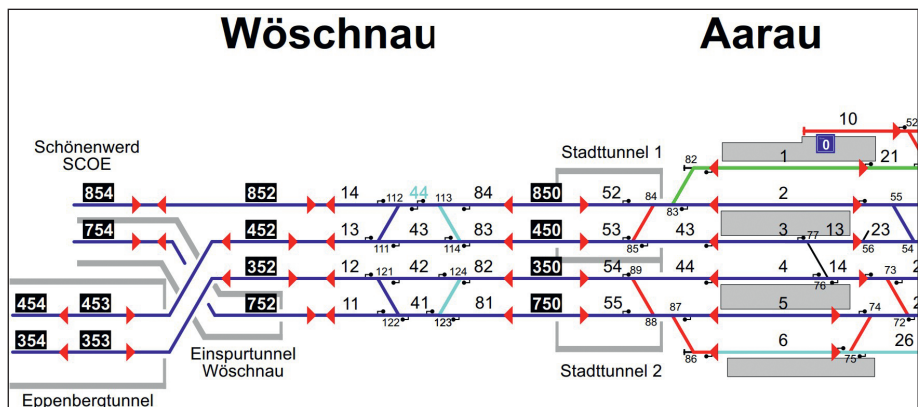 Wöschnau Aarau
10 52
Schönenwerd
SCOE
Stadttunnel 1
0
82 1 21
854 852 14 112 44 113 84 850 52 84 83 2 55
754 452 13 111 43 114 83 450 53 85 43 3 77 13 56 23 54
352 12 121 42 124 82 350 54 89 44 4 76 14 73 2
454 453 752 11 122 41 123 81 750 55 88 87 5 74 72 2
354 353 86 6 75 26
Einspurtunnel
Wöschnau
Stadttunnel 2
Eppenbergtunnel